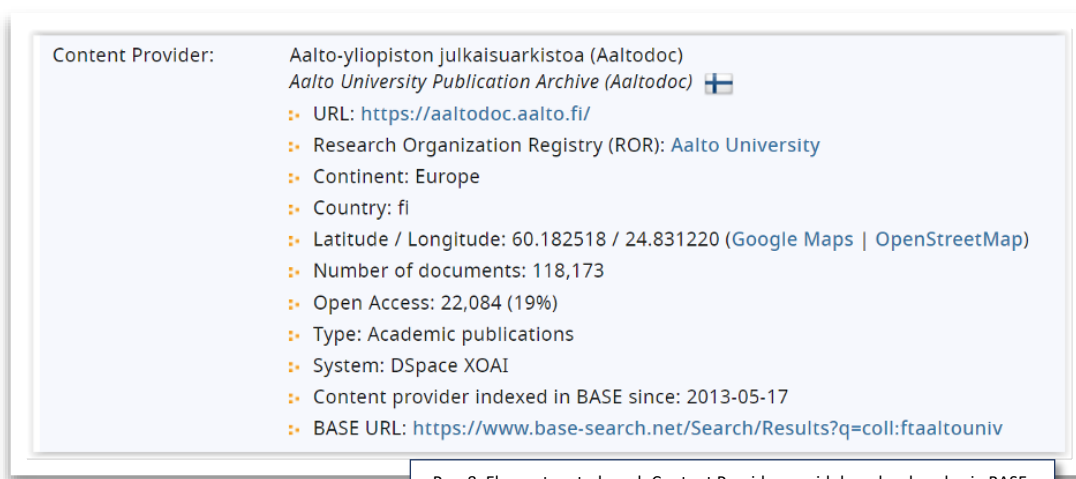 Content Provider: Aalto-yliopiston julkaisuarkistoa (Aaltodoc)
Aalto University Publication Archive (Aaltodoc)
URL: https://aaltodoc.aalto.fi/
Research Organization Registry (ROR): Aalto University
Continent: Europe
Country: fi
Latitude / Longitude: 60.182518 / 24.831220 (Google Maps | OpenStreetMap)
Number of documents: 118,173
Open Access: 22,084 (19%)
Type: Academic publications
System: DSpace XOAI
Content provider indexed in BASE since: 2013-05-17
BASE URL: https://www.base-search.net/Search/Results?q=coll:ftaaltouniv